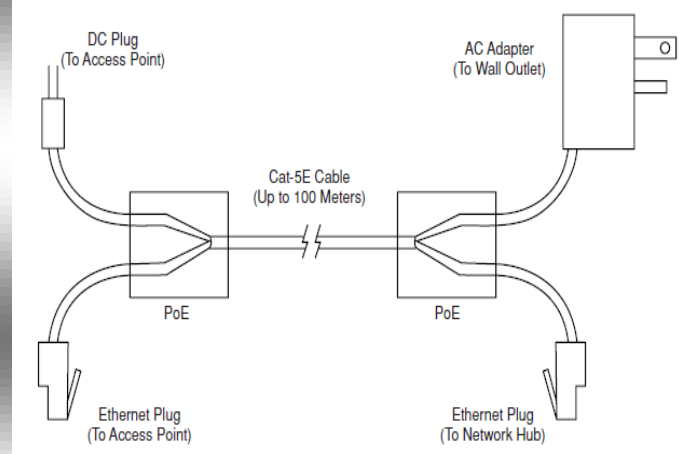 DC Plug
(To Access Point)
AC Adapter
(To Wall Outlet)
Cat-5E Cable
(Up to 100 Meters)
PoE
PoE
Ethernet Plug
(To Access Point)
Ethernet Plug
(To Network Hub)